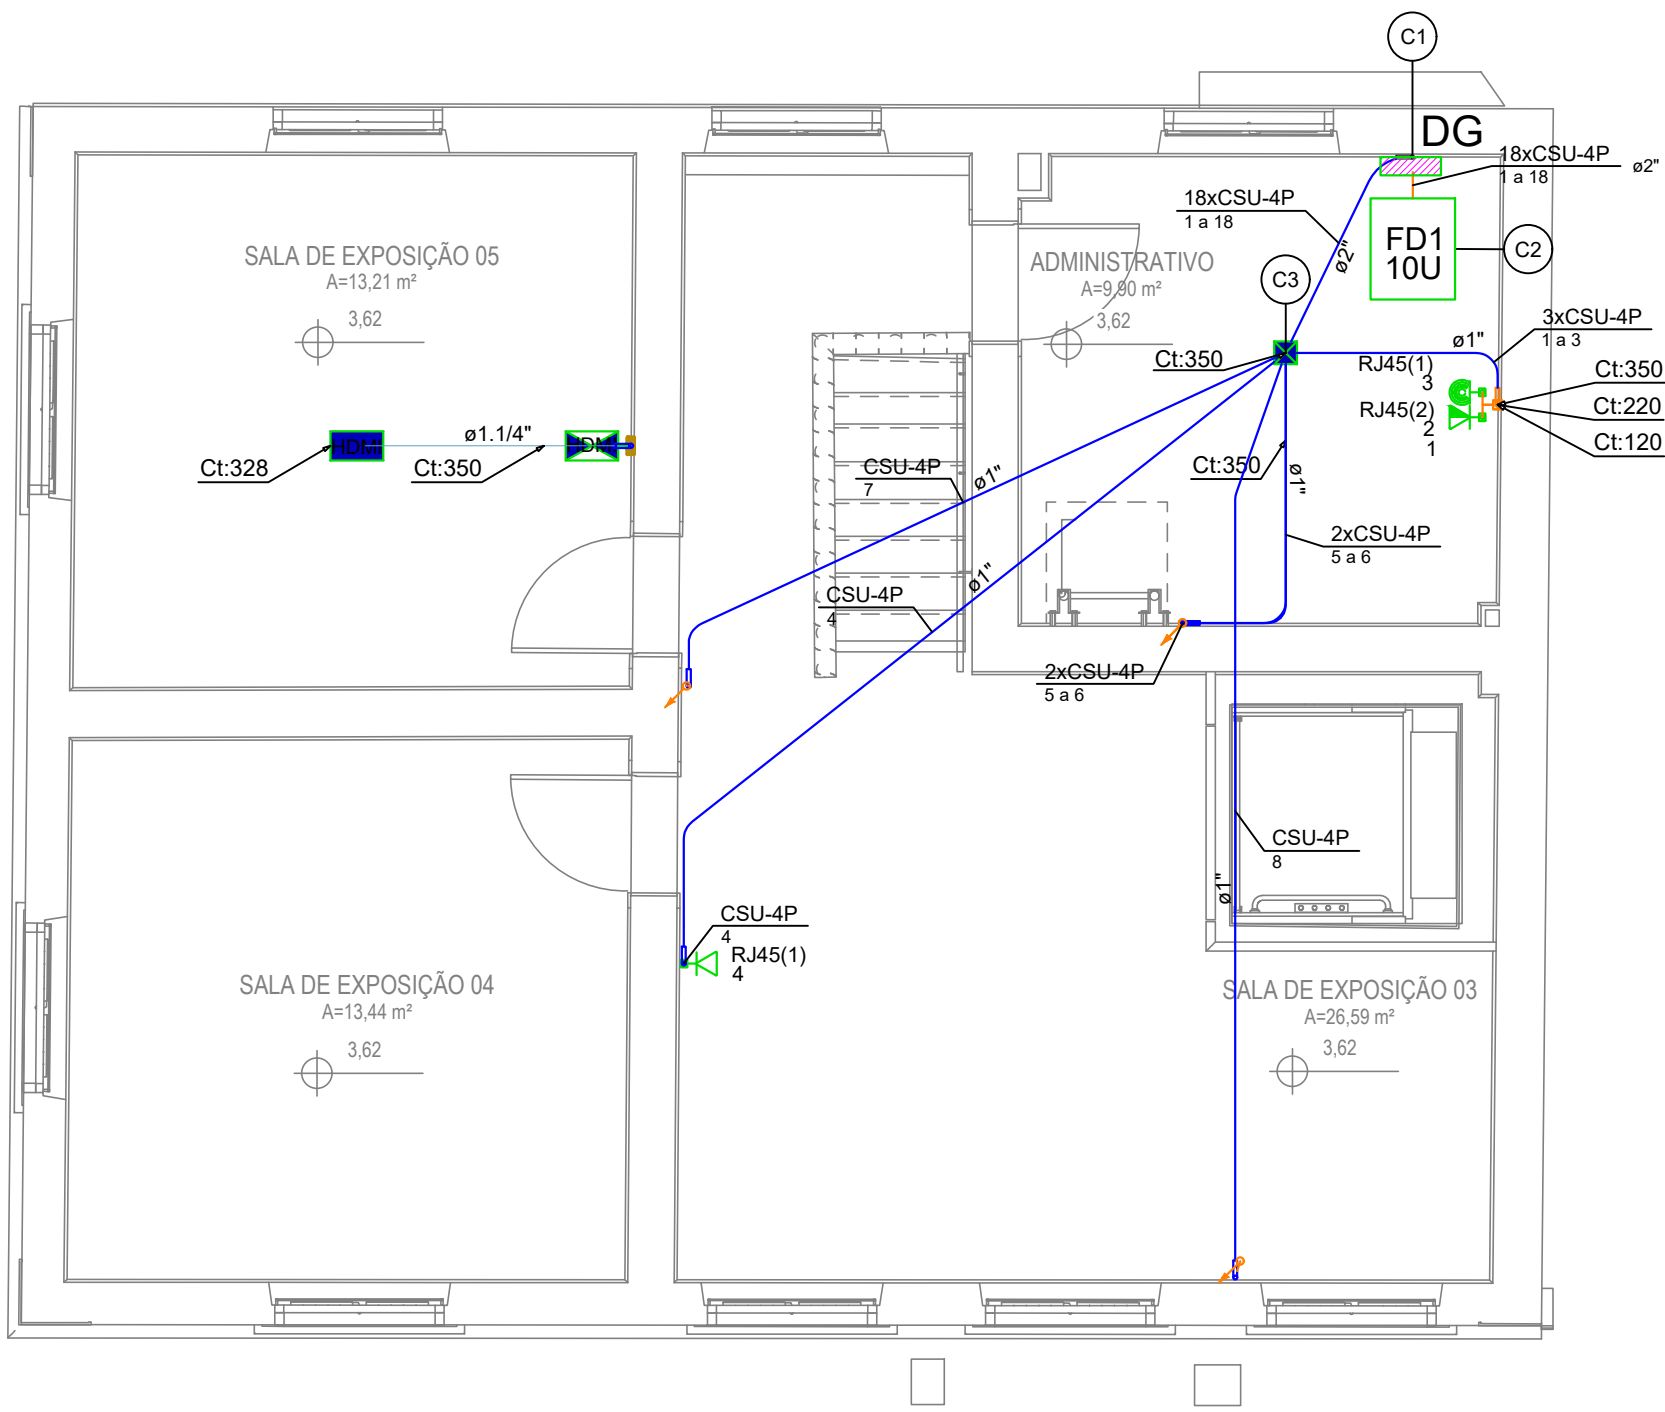 C1
DG
18xCSU-4P
1 a 18
ø2"
18xCSU-4P
1 a 18
ø2"
FD1
10U
C2
SALA DE EXPOSIÇÃO 05
A=13,21 m²
3,62
ADMINISTRATIVO
A=9,90 m²
3,62
C3
3xCSU-4P
1 a 3
ø1"
Ct:350
RJ45(1)
3
RJ45(2)
2
1
Ct:350
Ct:220
Ct:120
HDMI
ø1.1/4"
HDMI
Ct:328
Ct:350
CSU-4P
7
ø1"
Ct:350
ø1"
2xCSU-4P
5 a 6
CSU-4P
4
ø1"
2xCSU-4P
5 a 6
CSU-4P
8
ø1"
CSU-4P
4
RJ45(1)
4
SALA DE EXPOSIÇÃO 04
A=13,44 m²
3,62
SALA DE EXPOSIÇÃO 03
A=26,59 m²
3,62